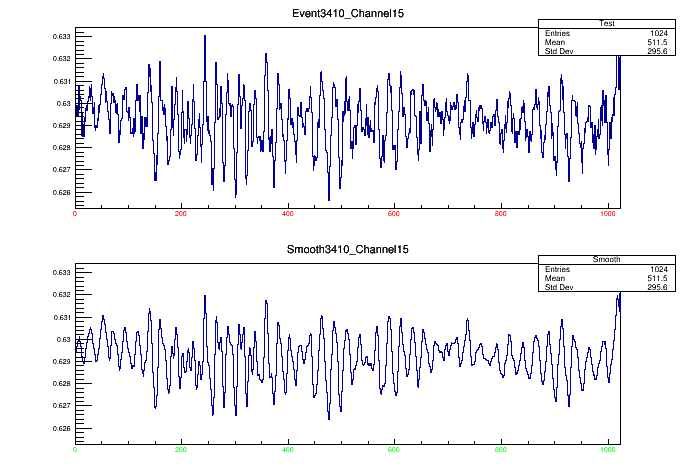 Event3410_Channel15
Test
Entries 1024
Mean 511.5
Std Dev 295.6
0.633
0.632
0.631
0.63
0.629
0.628
0.627
0.626
0 200 400 600 800 1000
Smooth3410_Channel15
Smooth
Entries 1024
Mean 511.5
Std Dev 295.6
0.633
0.632
0.631
0.63
0.629
0.628
0.627
0.626
0 200 400 600 800 1000